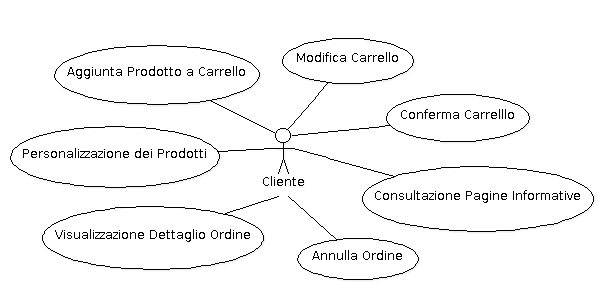 Modifica Carrello
Aggiunta Prodotto a Carrello
Conferma Carrelllo
Personalizzazione dei Prodotti
Cliente
Consultazione Pagine Informative
Visualizzazione Dettaglio Ordine
Annulla Ordine